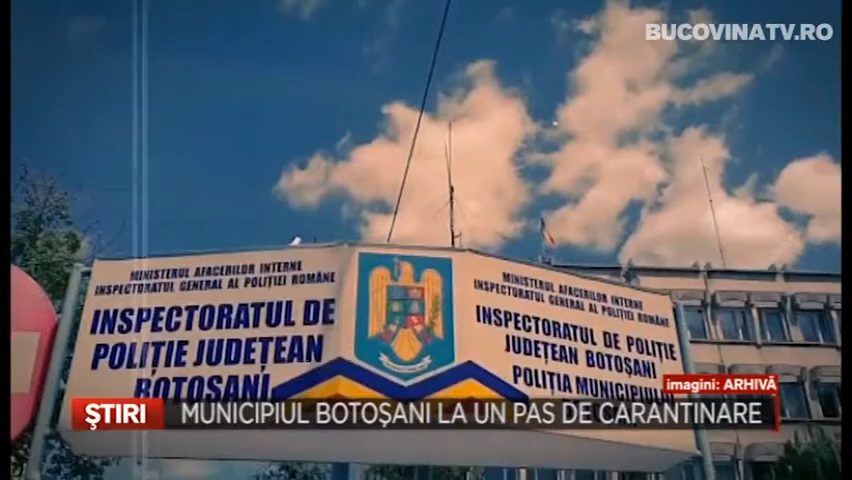 BUCOVINATV.RO
MINISTERUL AFACERILOR INTERNE
INSPECTORATUL GENERAL AL POLIȚIEI ROMÂNE
INSPECTORATUL DE
POLIȚIE JUDEȚEAN
BOTOȘANI
MINISTERUL AFACERILOR INTERNE
INSPECTORATUL GENERAL AL POLIȚIEI ROMÂNE
INSPECTORATUL DE POLIȚIE
JUDEȚEAN BOTOȘANI
POLIȚIA MUNICIPIULUI
imagini: ARHIVĂ
ȘTIRI
MUNICIPIUL BOTOȘANI LA UN PAS DE CARANTINARE